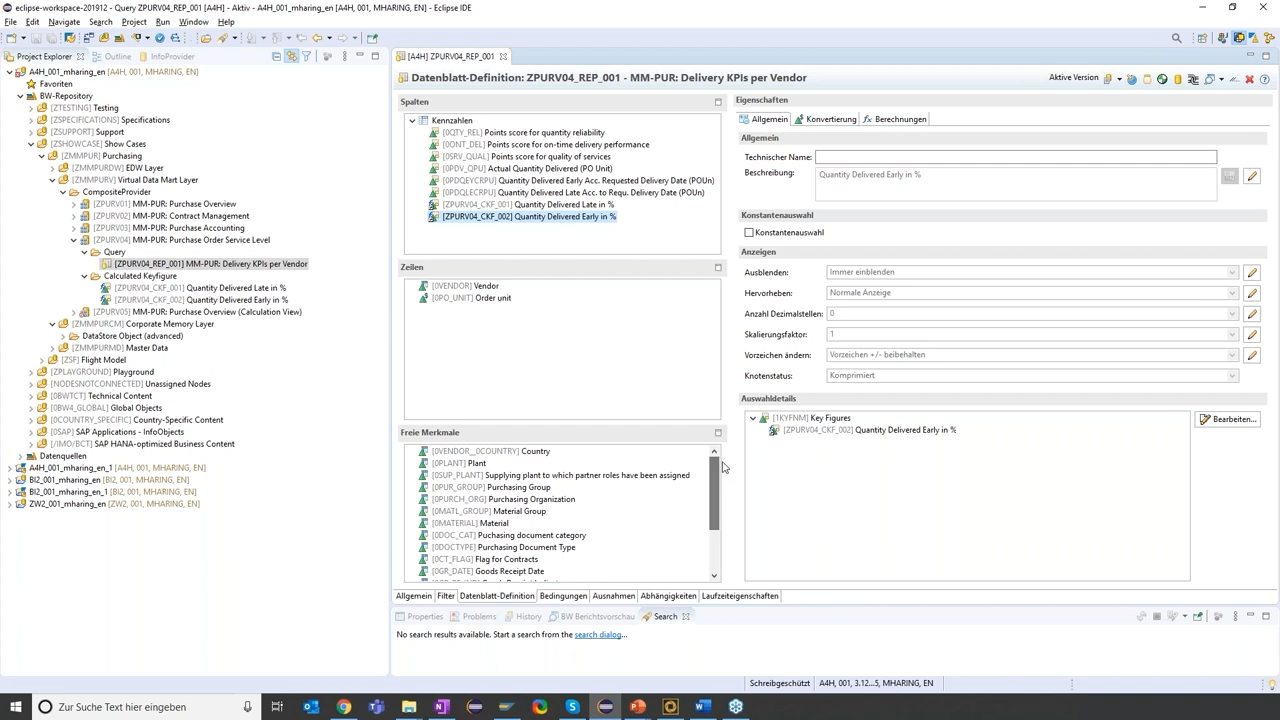 eclipse-workspace-201912 - Query ZPURV04_REP_001 [A4H] - Aktiv - A4H_001_mharing_en [A4H, 001, MHARING, EN] - Eclipse IDE
File Edit Navigate Search Project Run Window Help
Project Explorer Outline InfoProvider
A4H_001_mharing_en [A4H, 001, MHARING, EN]
Favoriten
BW-Repository
[ZTESTING] Testing
[ZSPECIFICATIONS] Specifications
[ZSUPPORT] Support
[ZSHOWCASE] Show Cases
[ZMMPUR] Purchasing
[ZMMPURDW] EDW Layer
[ZMMPURV] Virtual Data Mart Layer
CompositeProvider
[ZPURV01] MM-PUR: Purchase Overview
[ZPURV02] MM-PUR: Contract Management
[ZPURV03] MM-PUR: Purchase Accounting
[ZPURV04] MM-PUR: Purchase Order Service Level
Query
[ZPURV04_REP_001] MM-PUR: Delivery KPIs per Vendor
Calculated Keyfigure
[ZPURV04_CKF_001] Quantity Delivered Late in %
[ZPURV04_CKF_002] Quantity Delivered Early in %
[ZPURV05] MM-PUR: Purchase Overview (Calculation View)
[ZMMPURCM] Corporate Memory Layer
DataStore Object (advanced)
[ZMMPURMD] Master Data
[ZSF] Flight Model
[ZPLAYGROUND] Playground
[NODESNOTCONNECTED] Unassigned Nodes
[0BWTCT] Technical Content
[0BW4_GLOBAL] Global Objects
[0COUNTRY_SPECIFIC] Country-Specific Content
[0SAP] SAP Applications - InfoObjects
[/IMO/BCT] SAP HANA-optimized Business Content
Datenquellen
A4H_001_mharing_en_1 [A4H, 001, MHARING, EN]
BI2_001_mharing_en [BI2, 001, MHARING, EN]
BI2_001_mharing_en_1 [BI2, 001, MHARING, EN]
ZW2_001_mharing_en [ZW2, 001, MHARING, EN]
[A4H] ZPURV04_REP_001
Datenblatt-Definition: ZPURV04_REP_001 - MM-PUR: Delivery KPIs per Vendor
Aktive Version
Spalten
Kennzahlen
[0QTY_REL] Points score for quantity reliability
[0ONT_DEL] Points score for on-time delivery performance
[0SRV_QUAL] Points score for quality of services
[0PDV_QPU] Actual Quantity Delivered (PO Unit)
[0PDQEYCRPU] Quantity Delivered Early Acc. Requested Delivery Date (POUn)
[0PDQLECRPU] Quantity Delivered Late Acc. to Requ. Delivery Date (POUn)
[ZPURV04_CKF_001] Quantity Delivered Late in %
[ZPURV04_CKF_002] Quantity Delivered Early in %
Zeilen
[0VENDOR] Vendor
[0PO_UNIT] Order unit
Freie Merkmale
[0VENDOR__0COUNTRY] Country
[0PLANT] Plant
[0SUP_PLANT] Supplying plant to which partner roles have been assigned
[0PUR_GROUP] Purchasing Group
[0PURCH_ORG] Purchasing Organization
[0MATL_GROUP] Material Group
[0MATERIAL] Material
[0DOC_CAT] Puchasing document category
[0DOCTYPE] Purchasing Document Type
[0CT_FLAG] Flag for Contracts
[0GR_DATE] Goods Receipt Date
Eigenschaften
Allgemein Konvertierung Berechnungen
Allgemein
Technischer Name:
Beschreibung: Quantity Delivered Early in %
Konstantenauswahl
Konstantenauswahl
Anzeigen
Ausblenden: Immer einblenden
Hervorheben: Normale Anzeige
Anzahl Dezimalstellen: 0
Skalierungsfaktor: 1
Vorzeichen ändern: Vorzeichen +/- beibehalten
Knotenstatus: Komprimiert
Auswahldetails
[1KYFNM] Key Figures
[ZPURV04_CKF_002] Quantity Delivered Early in %
Bearbeiten...
Allgemein Filter Datenblatt-Definition Bedingungen Ausnahmen Abhängigkeiten Laufzeiteigenschaften
Properties Problems History BW Berichtsvorschau Search
No search results available. Start a search from the search dialog...
Schreibgeschützt A4H, 001, 3.12...5, MHARING, EN
Zur Suche Text hier eingeben